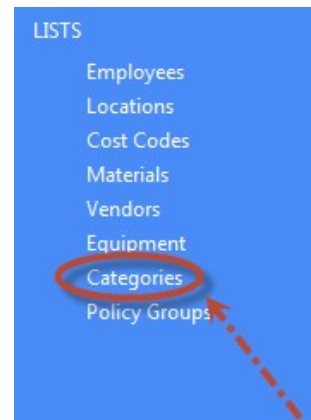 LISTS
Employees
Locations
Cost Codes
Materials
Vendors
Equipment
Categories
Policy Groups